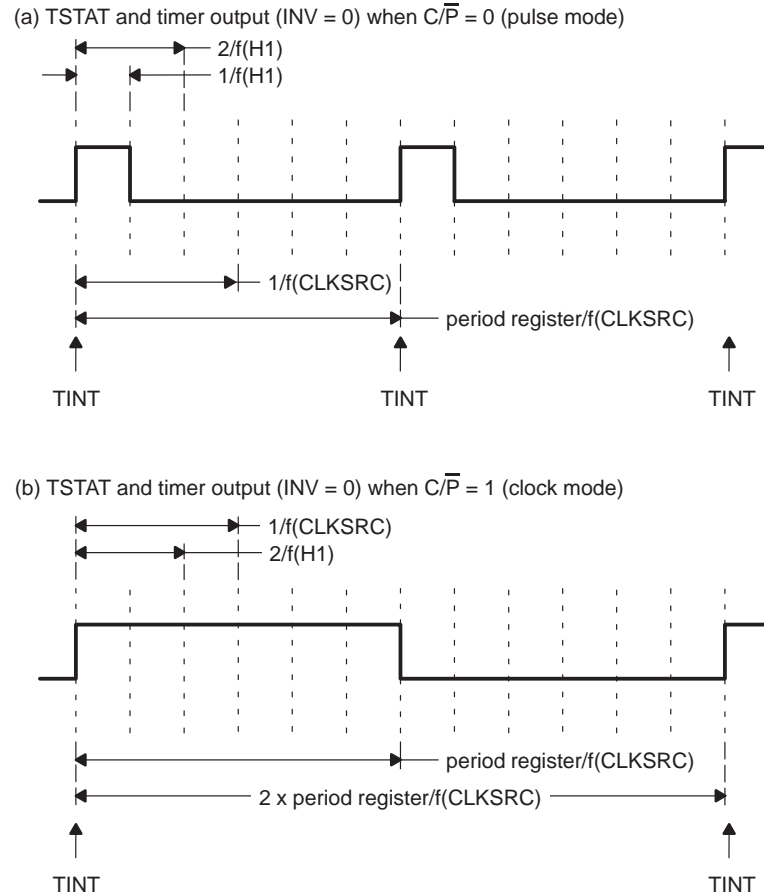 (a) TSTAT and timer output (INV = 0) when C/P̅ = 0 (pulse mode)
2/f(H1)
1/f(H1)
1/f(CLKSRC)
period register/f(CLKSRC)
TINT TINT TINT
(b) TSTAT and timer output (INV = 0) when C/P̅ = 1 (clock mode)
1/f(CLKSRC)
2/f(H1)
period register/f(CLKSRC)
2 x period register/f(CLKSRC)
TINT TINT